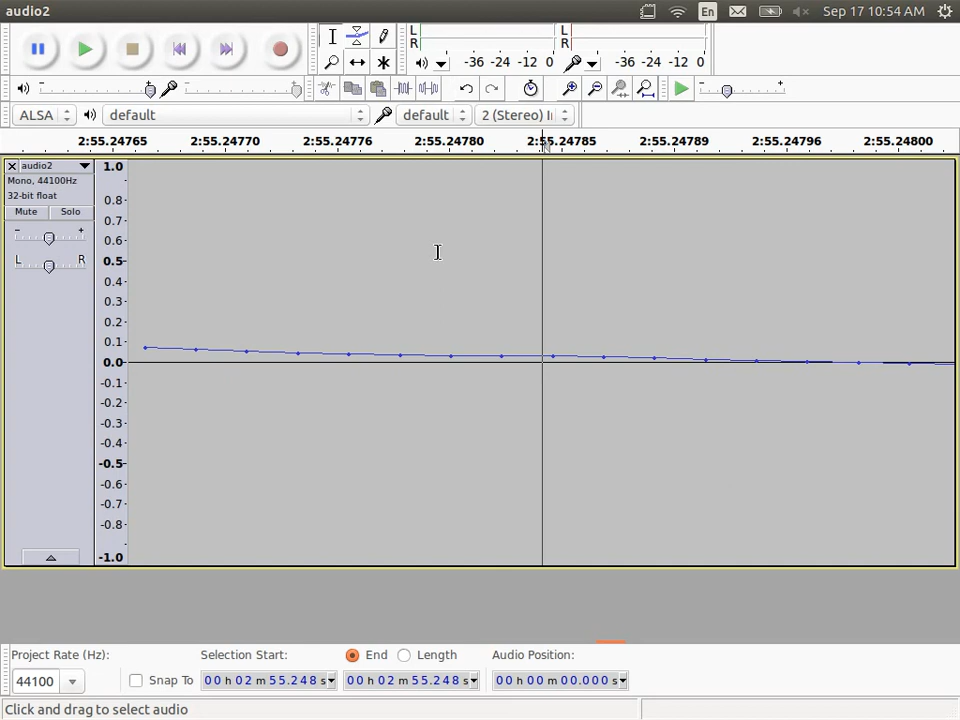 audio2
En
Sep 17 10:54 AM
L
R
-36 -24 -12 0
L
R
-36 -24 -12 0
ALSA
default
default
2 (Stereo) I
2:55.24765 2:55.24770 2:55.24776 2:55.24780 2:55.24785 2:55.24789 2:55.24796 2:55.24800
audio2
Mono, 44100Hz
32-bit float
Mute Solo
- +
L R
1.0
0.8
0.7
0.6
0.5
0.4
0.3
0.2
0.1
0.0
-0.1
-0.2
-0.3
-0.4
-0.5
-0.6
-0.7
-0.8
-1.0
Project Rate (Hz): Selection Start: End Length Audio Position:
44100 Snap To 00 h 02 m 55.248 s 00 h 02 m 55.248 s 00 h 00 m 00.000 s
Click and drag to select audio